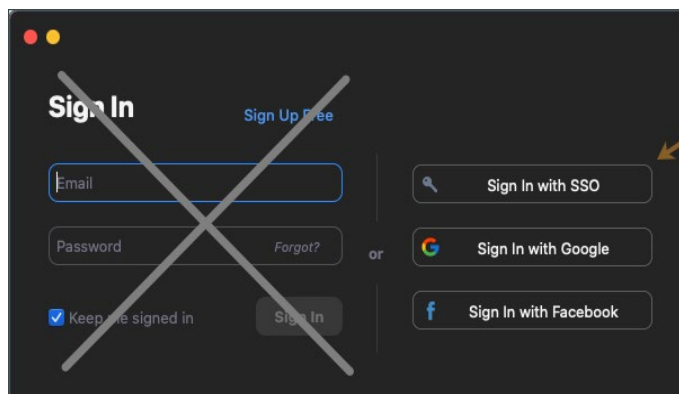 Sign In
Sign Up Free
Email
Password
Forgot?
Keep me signed in
Sign In
or
Sign In with SSO
Sign In with Google
Sign In with Facebook